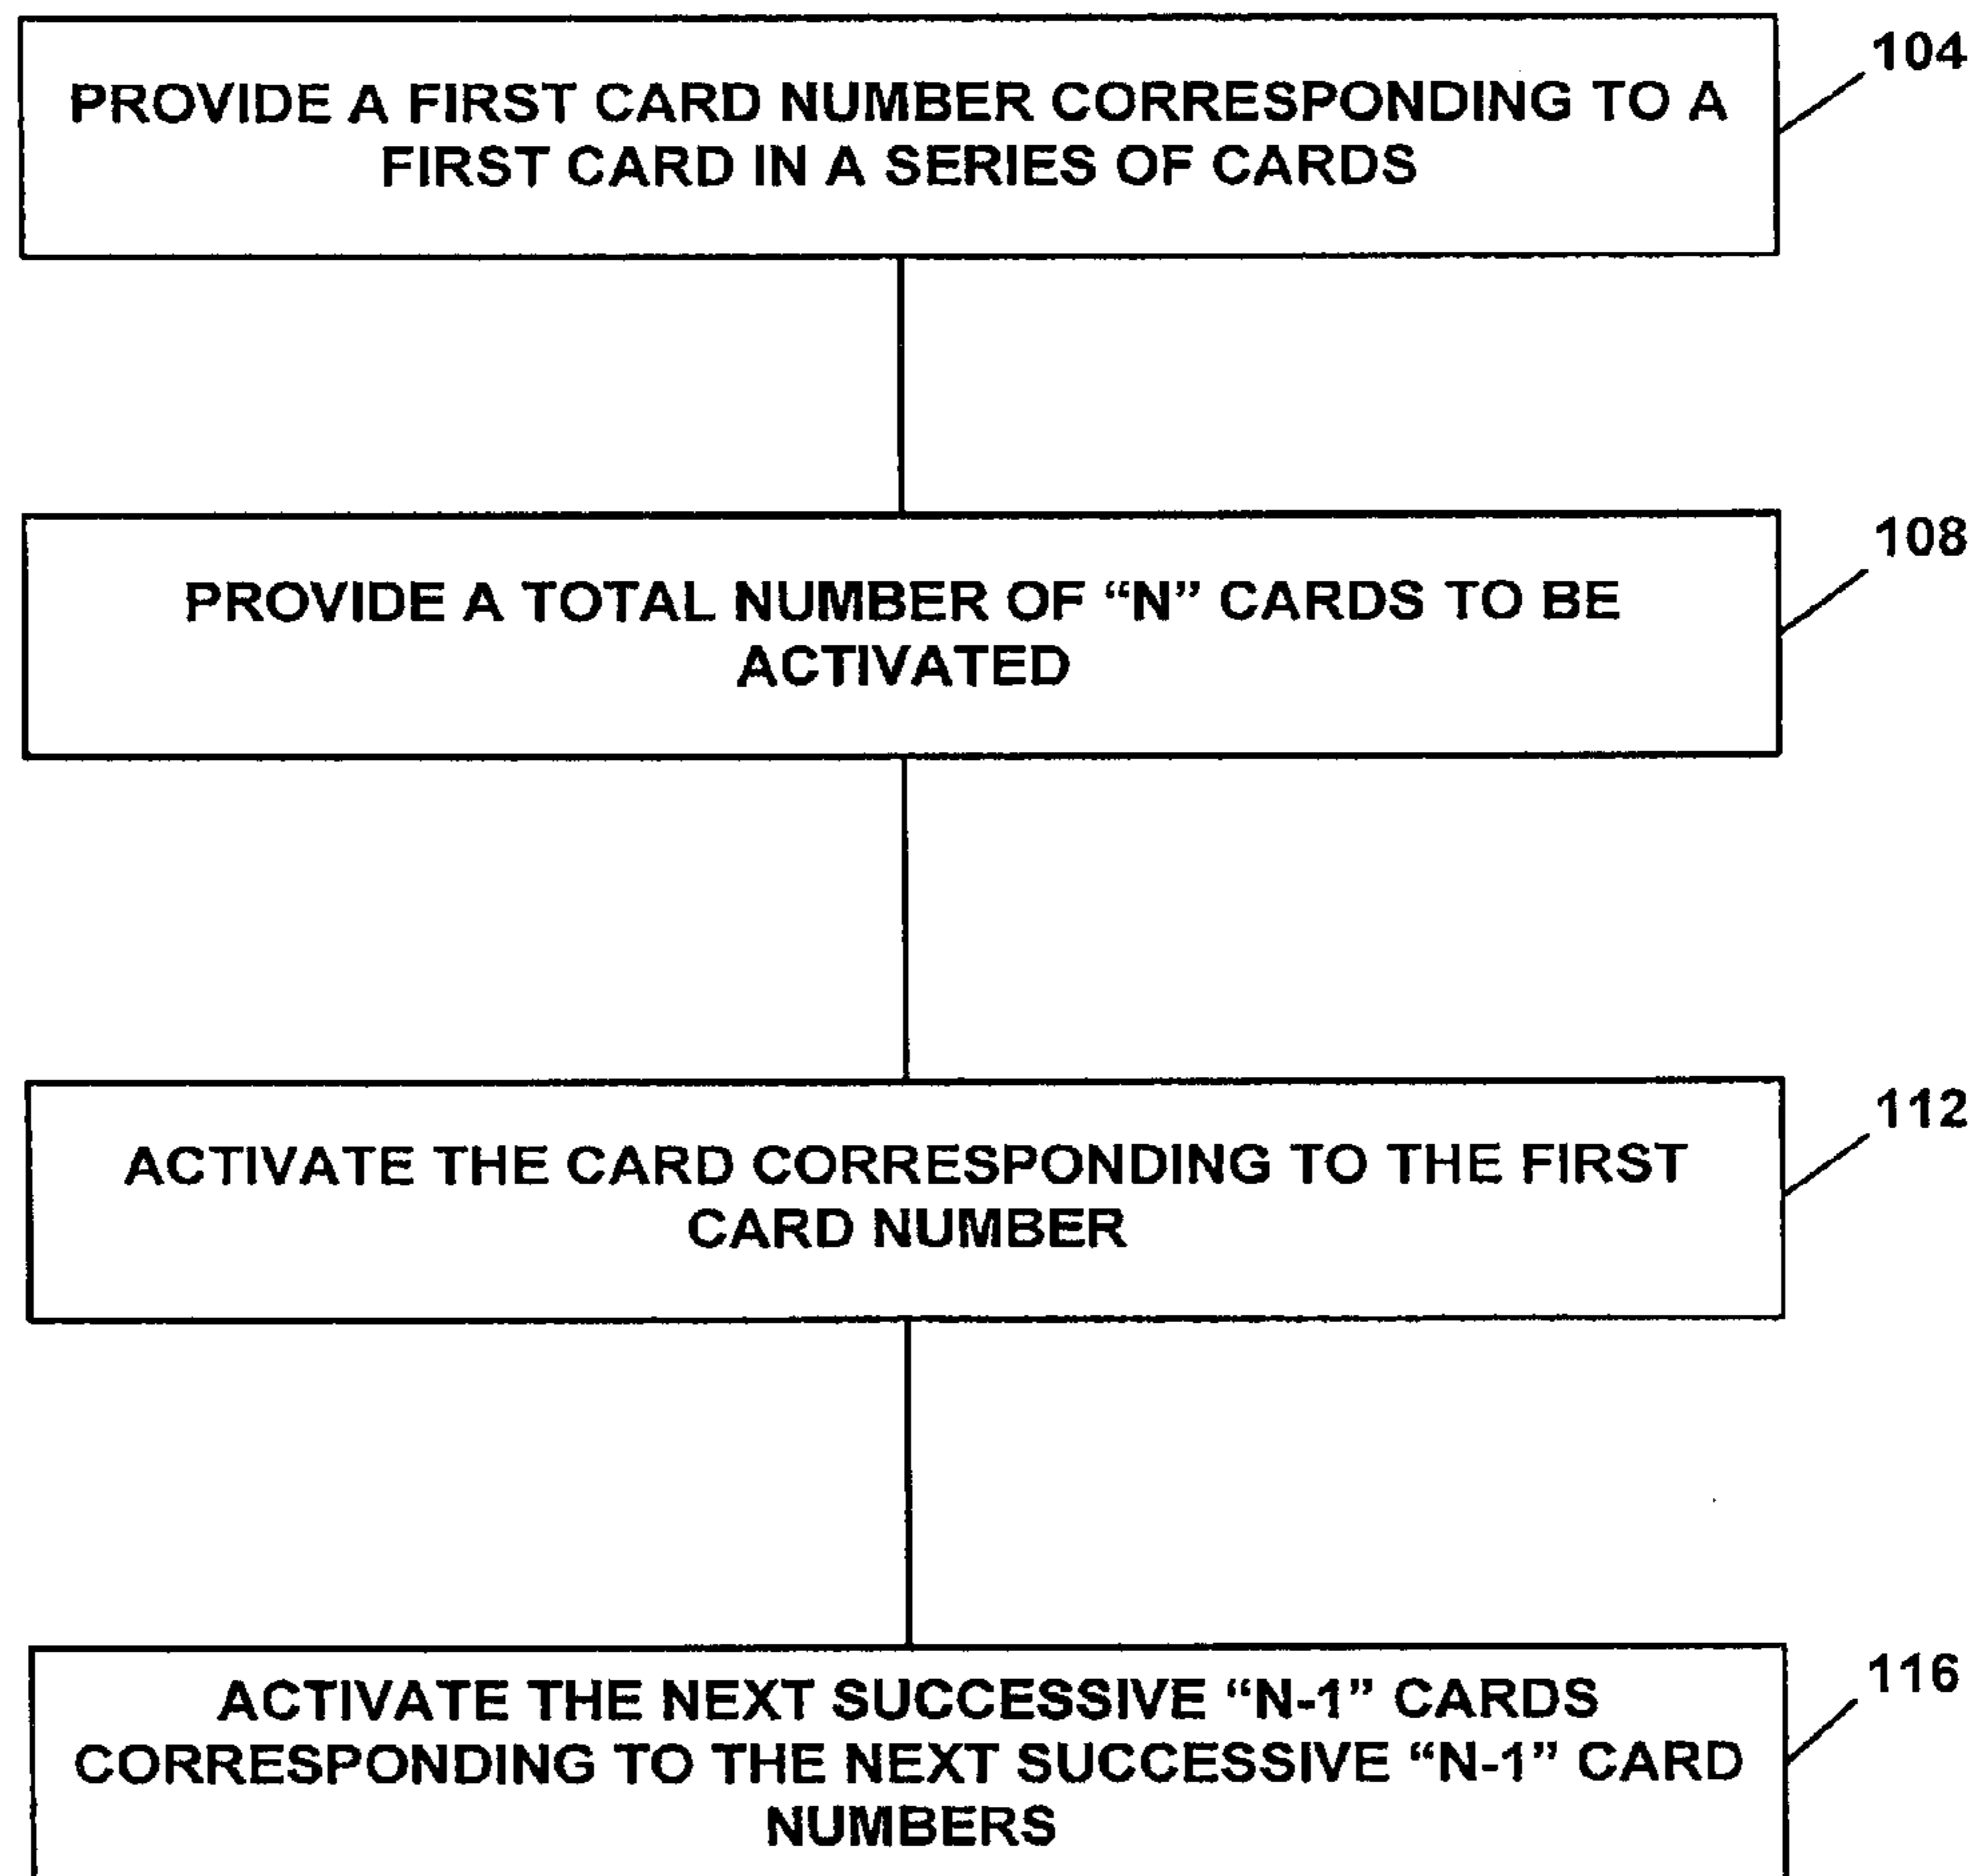 104
PROVIDE A FIRST CARD NUMBER CORRESPONDING TO A
FIRST CARD IN A SERIES OF CARDS
108
PROVIDE A TOTAL NUMBER OF “N” CARDS TO BE
ACTIVATED
112
ACTIVATE THE CARD CORRESPONDING TO THE FIRST
CARD NUMBER
116
ACTIVATE THE NEXT SUCCESSIVE “N-1” CARDS
CORRESPONDING TO THE NEXT SUCCESSIVE “N-1” CARD
NUMBERS